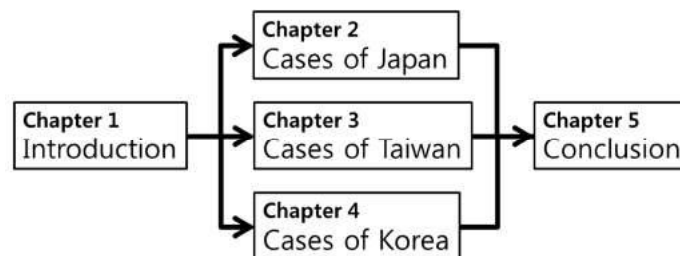 Chapter 2
Cases of Japan
Chapter 1
Introduction
Chapter 3
Cases of Taiwan
Chapter 5
Conclusion
Chapter 4
Cases of Korea